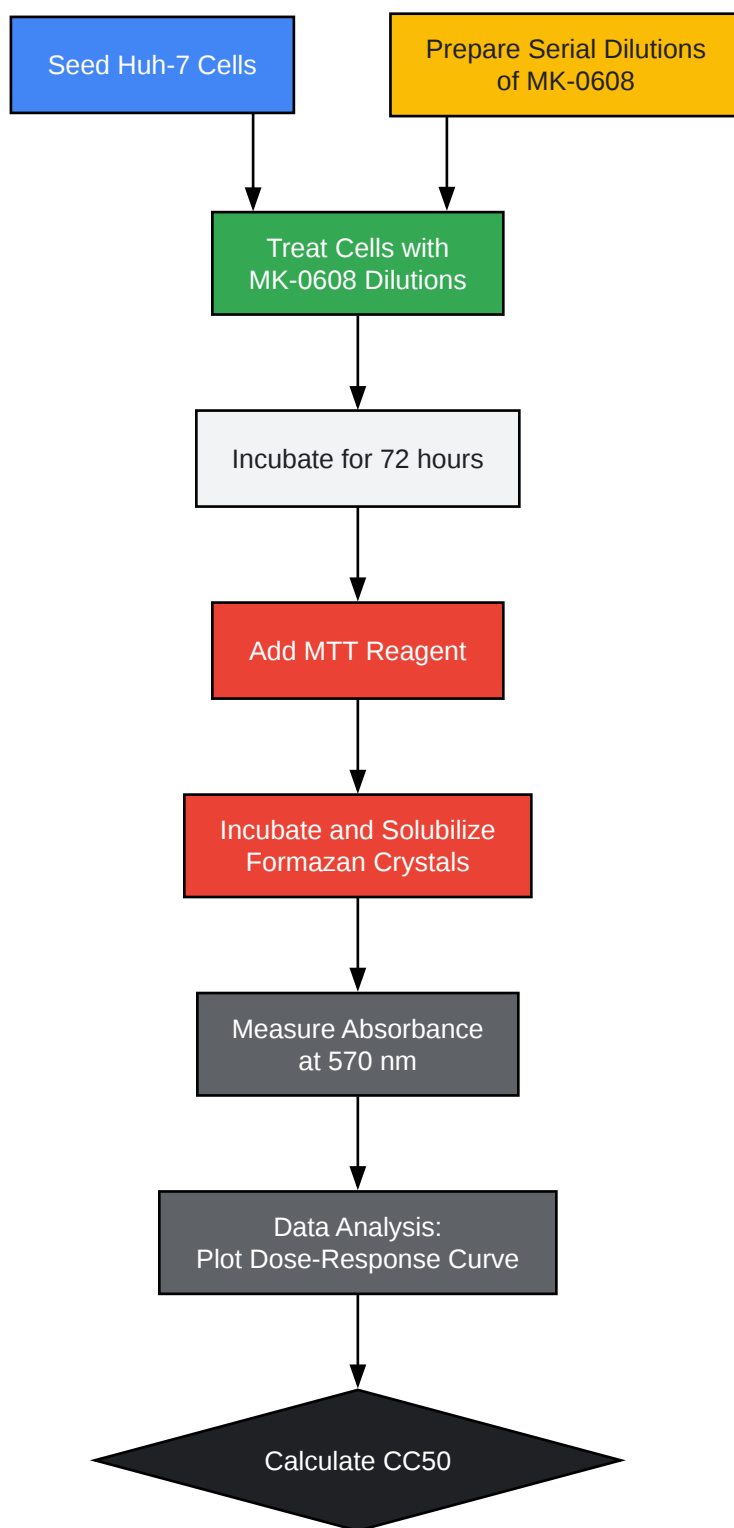 Seed Huh-7 Cells
Prepare Serial Dilutions
of MK-0608
Treat Cells with
MK-0608 Dilutions
Incubate for 72 hours
Add MTT Reagent
Incubate and Solubilize
Formazan Crystals
Measure Absorbance
at 570 nm
Data Analysis:
Plot Dose-Response Curve
Calculate CC50